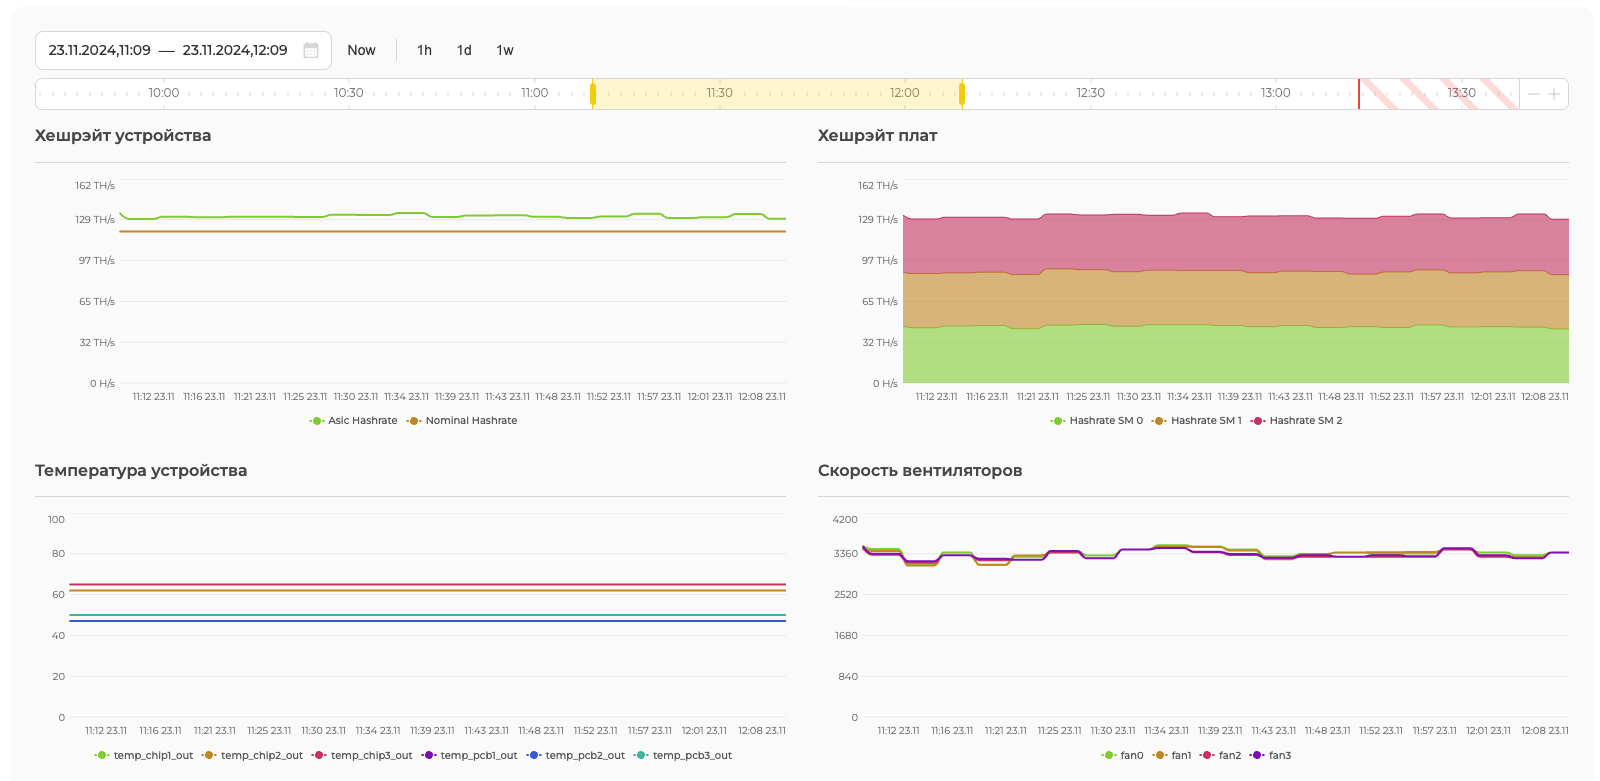 23.11.2024,11:09 — 23.11.2024,12:09 Now 1h 1d 1w
10:00 10:30 11:00 11:30 12:00 12:30 13:00 13:30
Хешрэйт устройства
162 TH/s
129 TH/s
97 TH/s
65 TH/s
32 TH/s
0 H/s
11:12 23.11 11:16 23.11 11:21 23.11 11:25 23.11 11:30 23.11 11:34 23.11 11:39 23.11 11:43 23.11 11:48 23.11 11:52 23.11 11:57 23.11 12:01 23.11 12:08 23.11
Asic Hashrate Nominal Hashrate
Хешрэйт плат
162 TH/s
129 TH/s
97 TH/s
65 TH/s
32 TH/s
0 H/s
11:12 23.11 11:16 23.11 11:21 23.11 11:25 23.11 11:30 23.11 11:34 23.11 11:39 23.11 11:43 23.11 11:48 23.11 11:52 23.11 11:57 23.11 12:01 23.11 12:08 23.11
Hashrate SM 0 Hashrate SM 1 Hashrate SM 2
Температура устройства
100
80
60
40
20
0
11:12 23.11 11:16 23.11 11:21 23.11 11:25 23.11 11:30 23.11 11:34 23.11 11:39 23.11 11:43 23.11 11:48 23.11 11:52 23.11 11:57 23.11 12:01 23.11 12:08 23.11
temp_chip1_out temp_chip2_out temp_chip3_out temp_pcb1_out temp_pcb2_out temp_pcb3_out
Скорость вентиляторов
4200
3360
2520
1680
840
0
11:12 23.11 11:16 23.11 11:21 23.11 11:25 23.11 11:30 23.11 11:34 23.11 11:39 23.11 11:43 23.11 11:48 23.11 11:52 23.11 11:57 23.11 12:01 23.11 12:08 23.11
fan0 fan1 fan2 fan3